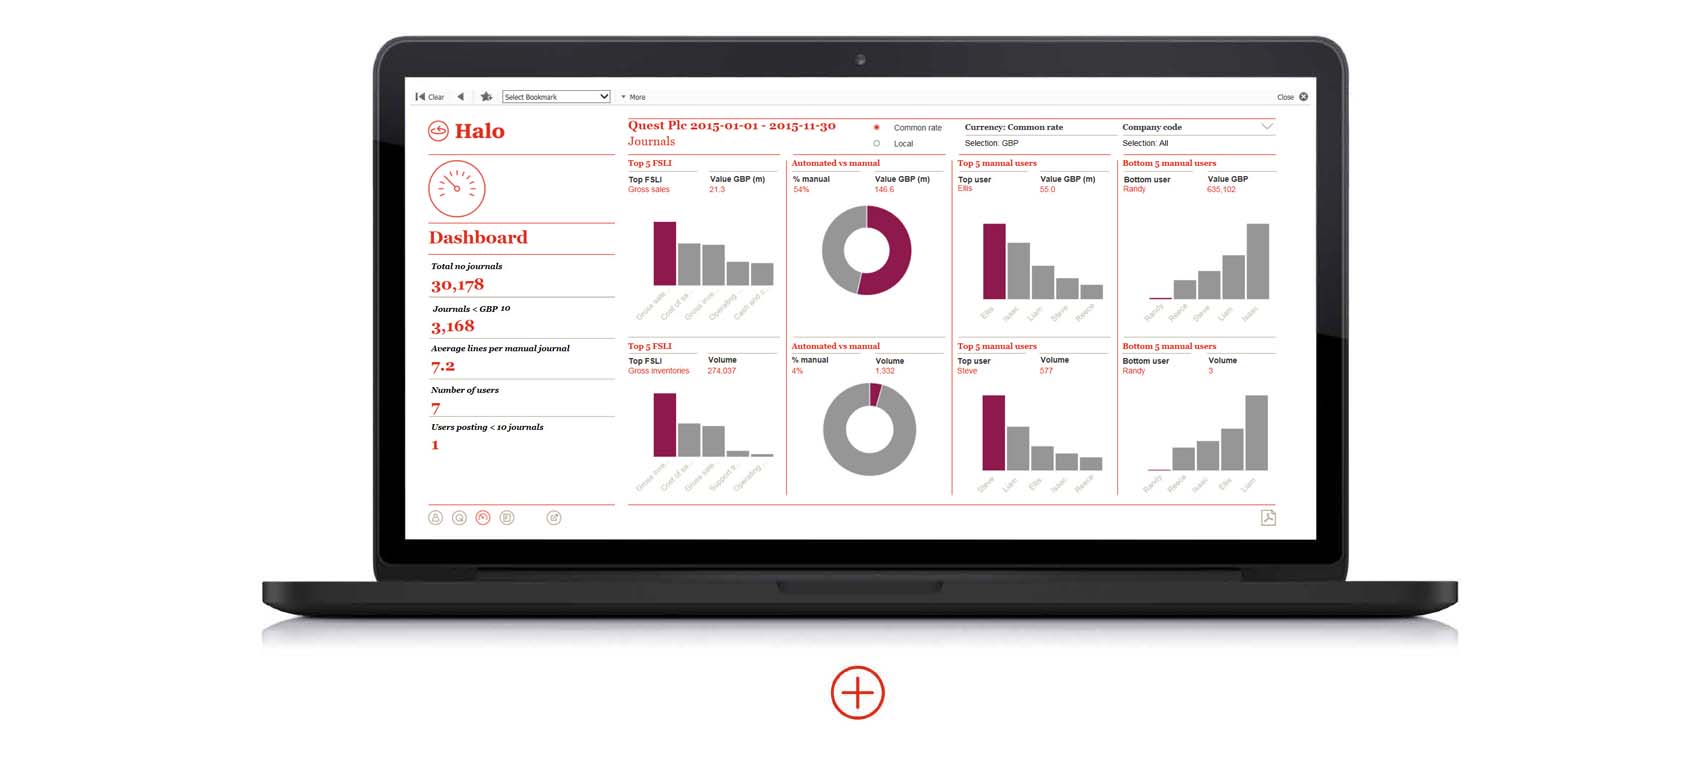 Clear
Select Bookmark
More
Close
Halo
Dashboard
Total no journals
30,178
Journals < GBP 10
3,168
Average lines per manual journal
7.2
Number of users
7
Users posting < 10 journals
1
Quest Plc 2015-01-01 - 2015-11-30
Journals
Common rate
Local
Currency: Common rate
Selection: GBP
Company code
Selection: All
Top 5 FSLI
Top FSLI Value GBP (m)
Gross sales 21.3
Gross sale...
Cost of sa...
Gross inve...
Operating ...
Cash and c...
Automated vs manual
% manual Value GBP (m)
54% 146.6
Top 5 manual users
Top user Value GBP (m)
Ellis 55.0
Ellis
Isaac
Liam
Steve
Reece
Bottom 5 manual users
Bottom user Value GBP
Randy 635,102
Randy
Reece
Steve
Liam
Isaac
Top 5 FSLI
Top FSLI Volume
Gross inventories 274,037
Gross inve...
Cost of sa...
Gross sale...
Support fr...
Operating ...
Automated vs manual
% manual Volume
4% 1,332
Top 5 manual users
Top user Volume
Steve 577
Steve
Liam
Ellis
Isaac
Reece
Bottom 5 manual users
Bottom user Volume
Randy 3
Randy
Reece
Isaac
Ellis
Liam